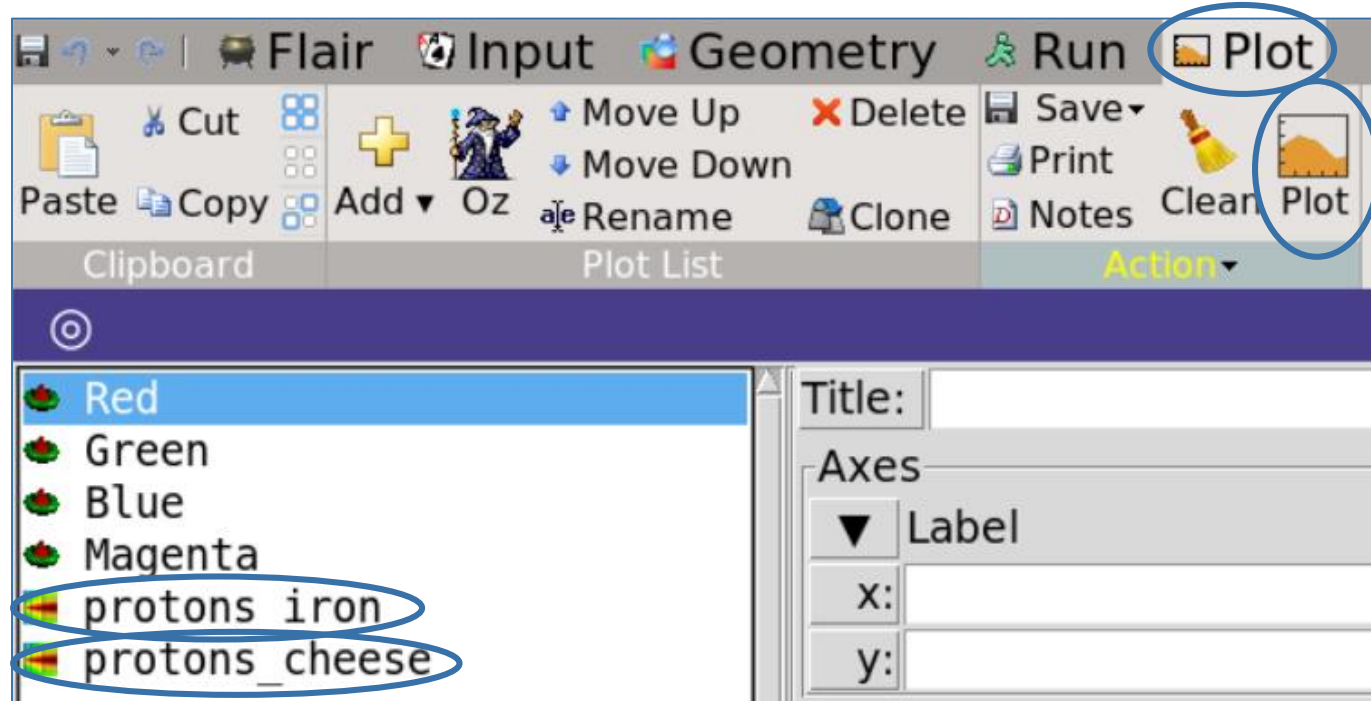 Flair Input Geometry Run Plot
Cut Move Up Delete Save
Move Down Print
Paste Copy Add Oz Rename Clone Notes Clean Plot
Clipboard Plot List Action
Red
Title:
Green
Axes
Blue
Label
Magenta
x:
protons_iron
y:
protons_cheese